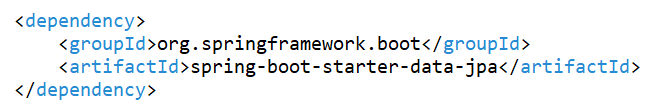 <dependency>
    <groupId>org.springframework.boot</groupId>
    <artifactId>spring-boot-starter-data-jpa</artifactId>
</dependency>